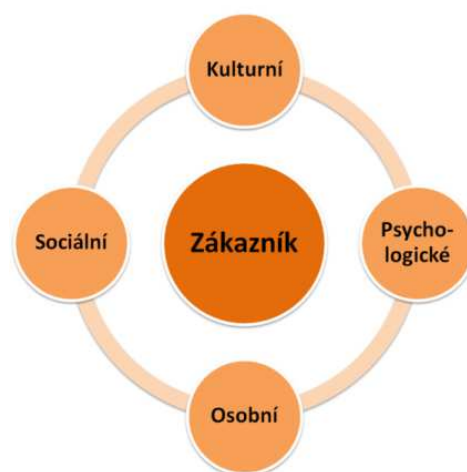 Kulturní
Sociální
Zákazník
Psycho-
logické
Osobní